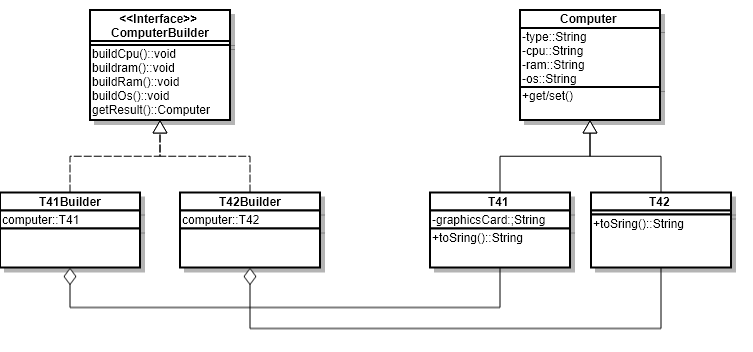 <<Interface>>
ComputerBuilder
buildCpu()::void
buildram()::void
buildRam()::void
buildOs()::void
getResult()::Computer
Computer
-type::String
-cpu::String
-ram::String
-os::String
+get/set()
T41Builder
computer::T41
T42Builder
computer::T42
T41
-graphicsCard:;String
+toSring()::String
T42
+toSring()::String